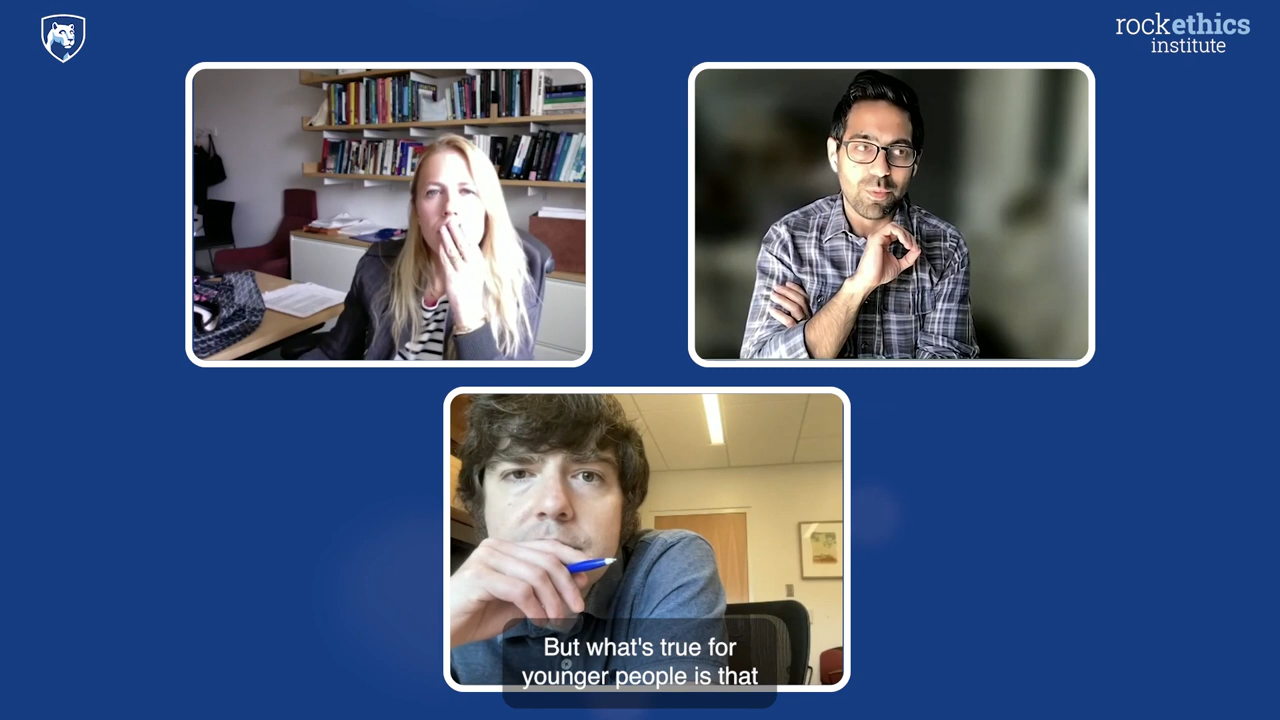 rockethics
institute
But what's true for
younger people is that